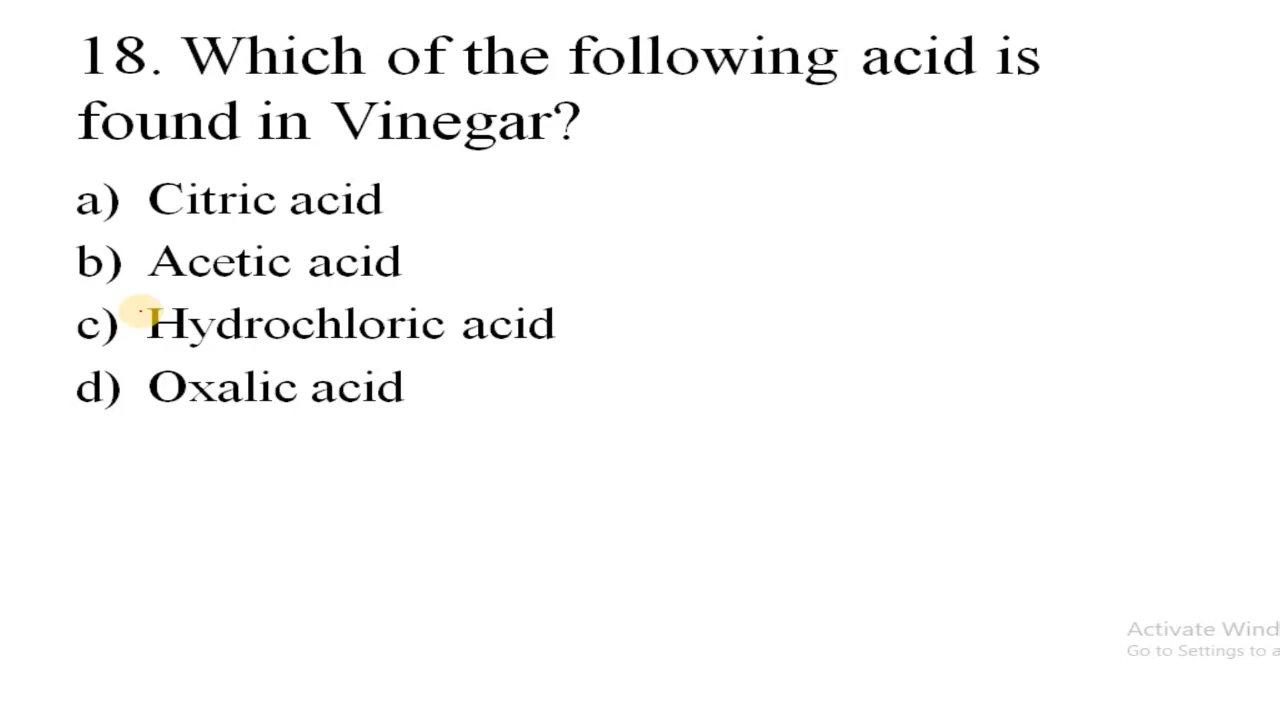 18. Which of the following acid is
found in Vinegar?
a) Citric acid
b) Acetic acid
c) Hydrochloric acid
d) Oxalic acid
Activate Wind
Go to Settings to a